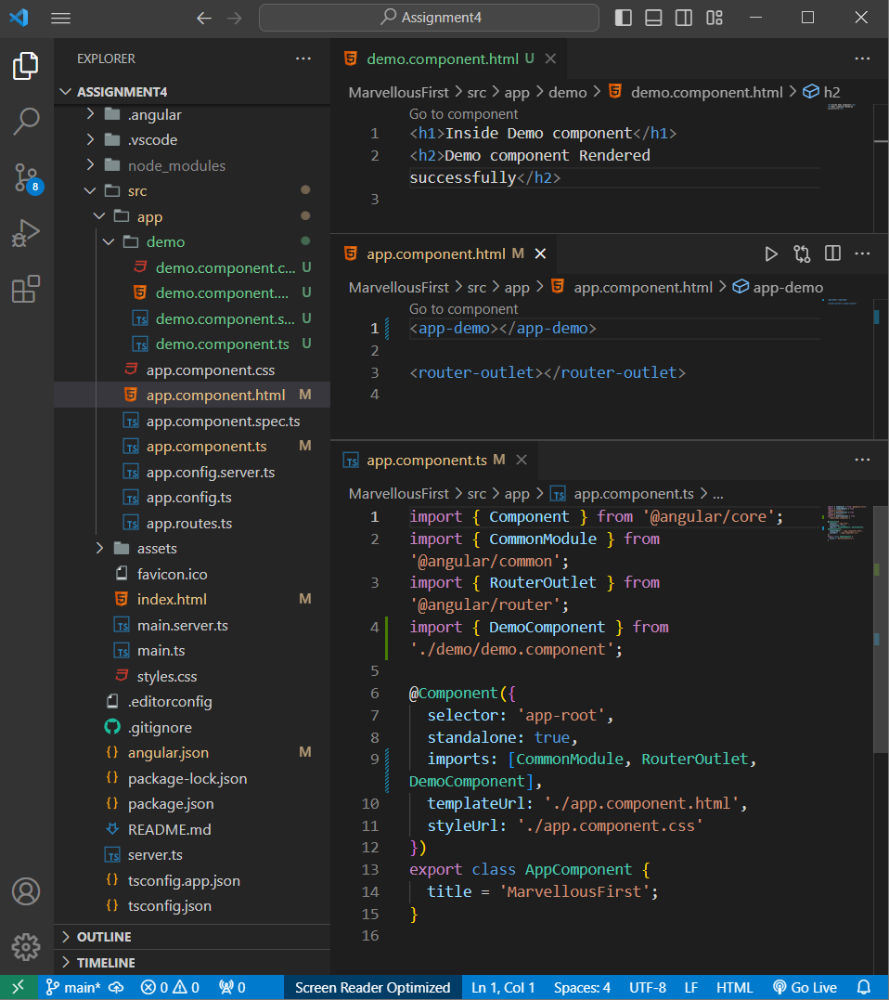 Assignment4
EXPLORER
ASSIGNMENT4
.angular
.vscode
node_modules
src
app
demo
demo.component.c... U
demo.component.... U
demo.component.s... U
demo.component.ts U
app.component.css
app.component.html M
app.component.spec.ts
app.component.ts M
app.config.server.ts
app.config.ts
app.routes.ts
assets
favicon.ico
index.html M
main.server.ts
main.ts
styles.css
.editorconfig
.gitignore
angular.json M
package-lock.json
package.json
README.md
server.ts
tsconfig.app.json
tsconfig.json
OUTLINE
TIMELINE
8
demo.component.html U
MarvellousFirst > src > app > demo > demo.component.html > h2
Go to component
1 <h1>Inside Demo component</h1>
2 <h2>Demo component Rendered
successfully</h2>
3
app.component.html M
MarvellousFirst > src > app > app.component.html > app-demo
Go to component
1 <app-demo></app-demo>
2
3 <router-outlet></router-outlet>
4
app.component.ts M
MarvellousFirst > src > app > app.component.ts > ...
1 import { Component } from '@angular/core';
2 import { CommonModule } from
'@angular/common';
3 import { RouterOutlet } from
'@angular/router';
4 import { DemoComponent } from
'./demo/demo.component';
5
6 @Component({
7 selector: 'app-root',
8 standalone: true,
9 imports: [CommonModule, RouterOutlet,
DemoComponent],
10 templateUrl: './app.component.html',
11 styleUrl: './app.component.css'
12 })
13 export class AppComponent {
14 title = 'MarvellousFirst';
15 }
16
main* 0 0 0 Screen Reader Optimized Ln 1, Col 1 Spaces: 4 UTF-8 LF HTML Go Live